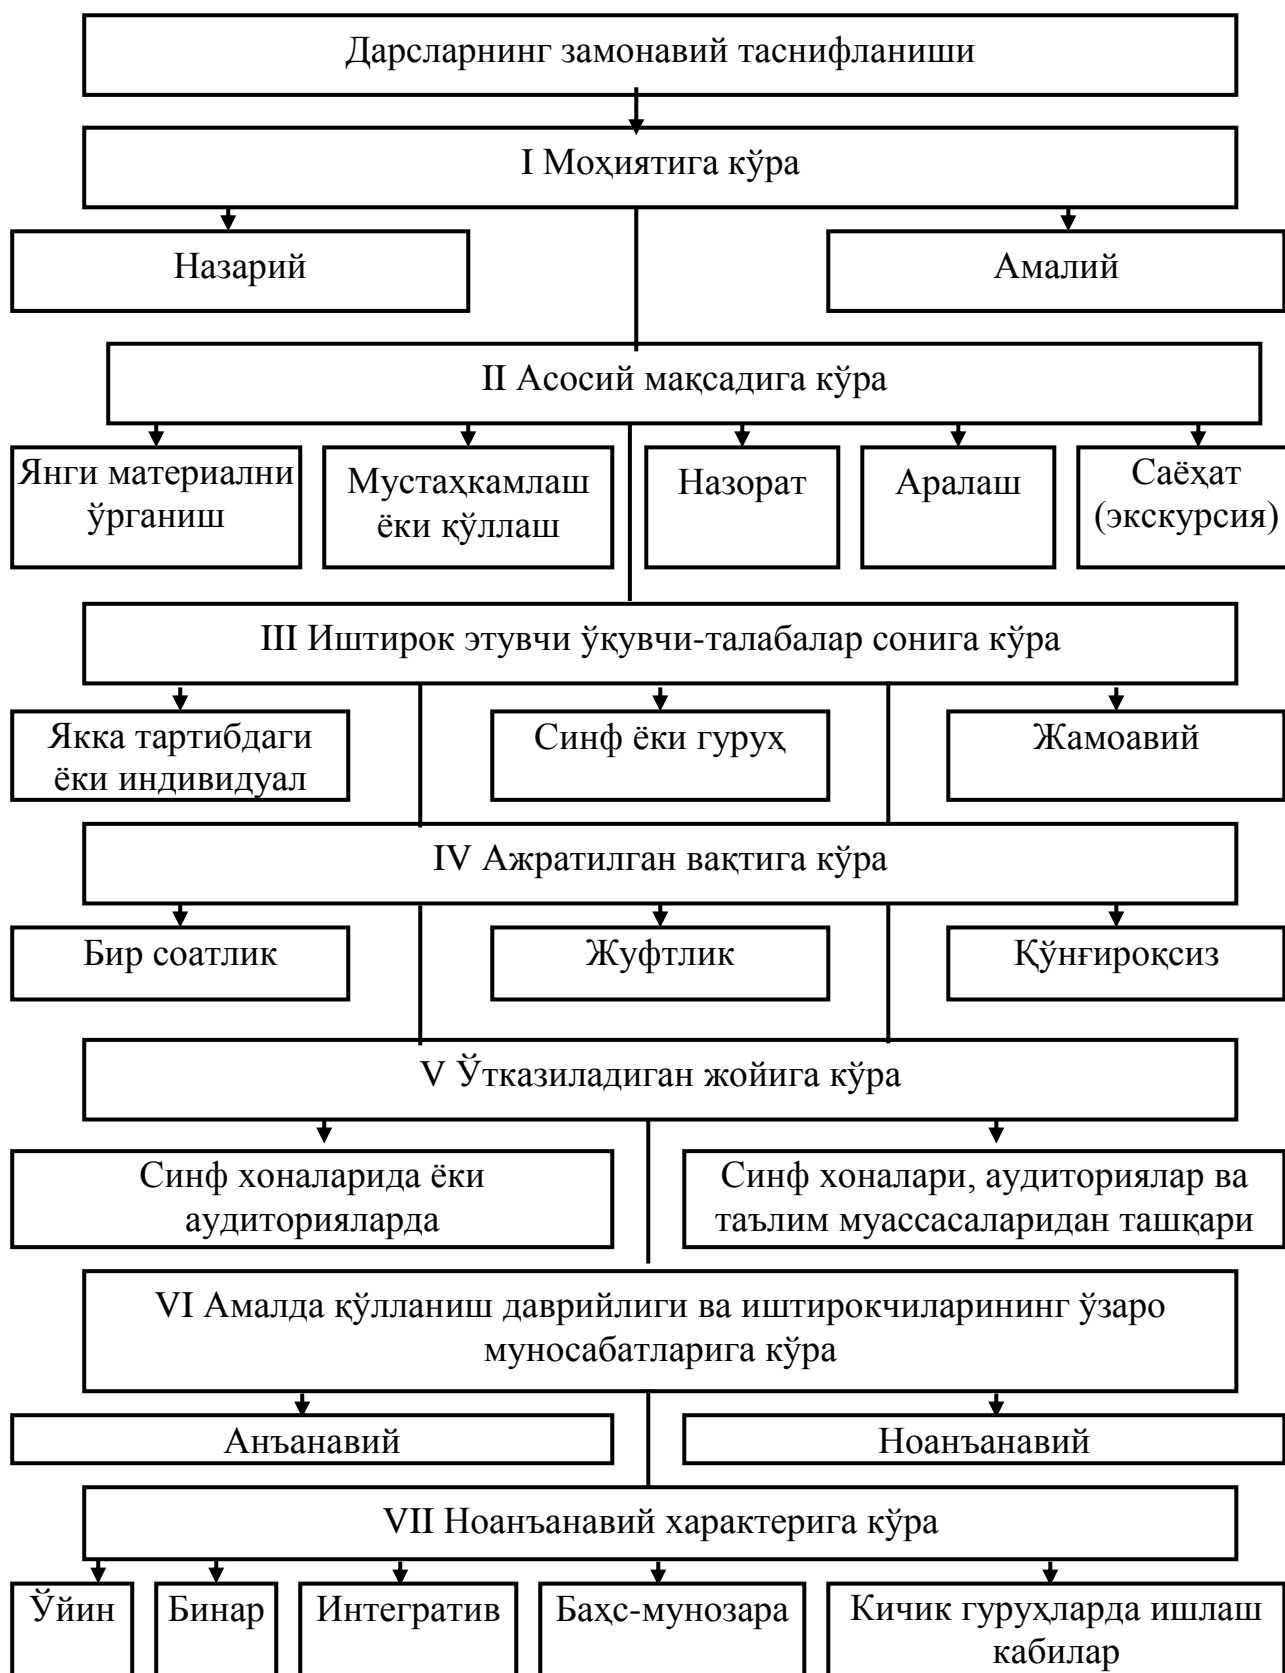 Дарсларнинг замонавий таснифланиши
I Моҳиятига кўра
Назарий
Амалий
II Асосий мақсадига кўра
Янги материални
ўрганиш
Мустаҳкамлаш
ёки қўллаш
Назорат
Аралаш
Саёҳат
(экскурсия)
III Иштирок этувчи ўқувчи-талабалар сонига кўра
Якка тартибдаги
ёки индивидуал
Синф ёки гуруҳ
Жамоавий
IV Ажратилган вақтига кўра
Бир соатлик
Жуфтлик
Қўнғироқсиз
V Ўтказиладиган жойига кўра
Синф хоналарида ёки
аудиторияларда
Синф хоналари, аудиториялар ва
таълим муассасаларидан ташқари
VI Амалда қўлланиш даврийлиги ва иштирокчиларининг ўзаро
муносабатларига кўра
Анъанавий
Ноанъанавий
VII Ноанъанавий характерига кўра
Ўйин
Бинар
Интегратив
Баҳс-мунозара
Кичик гуруҳларда ишлаш
кабилар